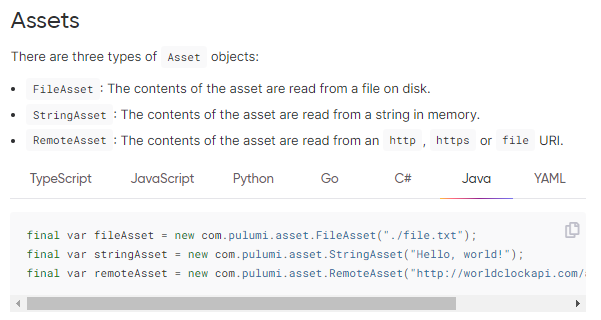 Assets
There are three types of Asset objects:
• FileAsset : The contents of the asset are read from a file on disk.
• StringAsset : The contents of the asset are read from a string in memory.
• RemoteAsset : The contents of the asset are read from an http , https or file URI.
TypeScript JavaScript Python Go C# Java YAML
final var fileAsset = new com.pulumi.asset.FileAsset("./file.txt");
final var stringAsset = new com.pulumi.asset.StringAsset("Hello, world!");
final var remoteAsset = new com.pulumi.asset.RemoteAsset("http://worldclockapi.com/